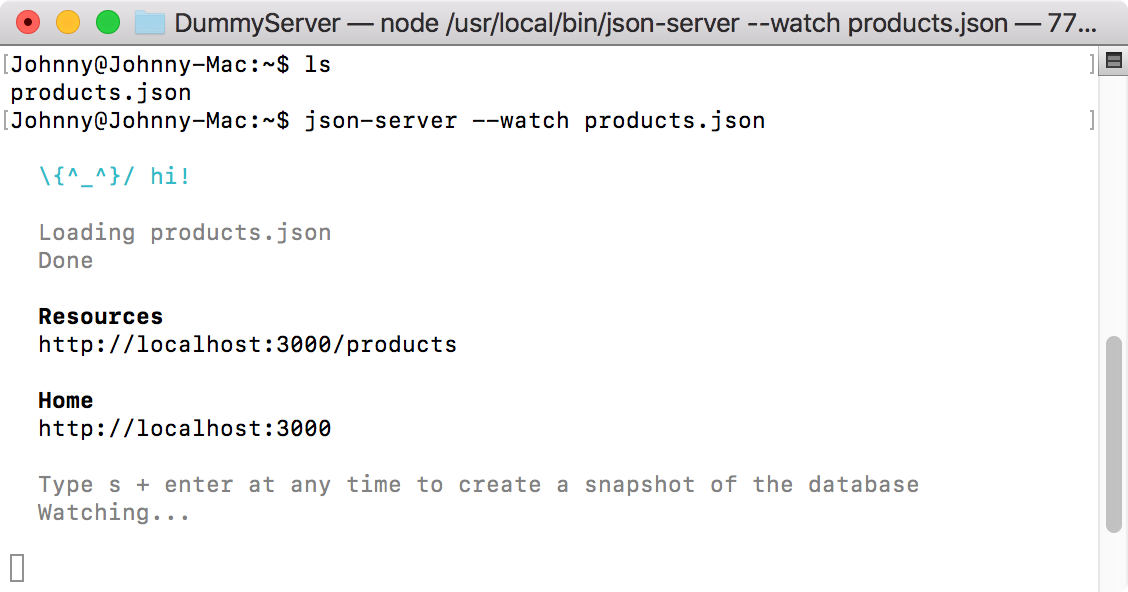 DummyServer — node /usr/local/bin/json-server --watch products.json — 77...
[Johnny@Johnny-Mac:~$ ls ]
products.json
[Johnny@Johnny-Mac:~$ json-server --watch products.json ]
\{^_^}/ hi!
Loading products.json
Done
Resources
http://localhost:3000/products
Home
http://localhost:3000
Type s + enter at any time to create a snapshot of the database
Watching...